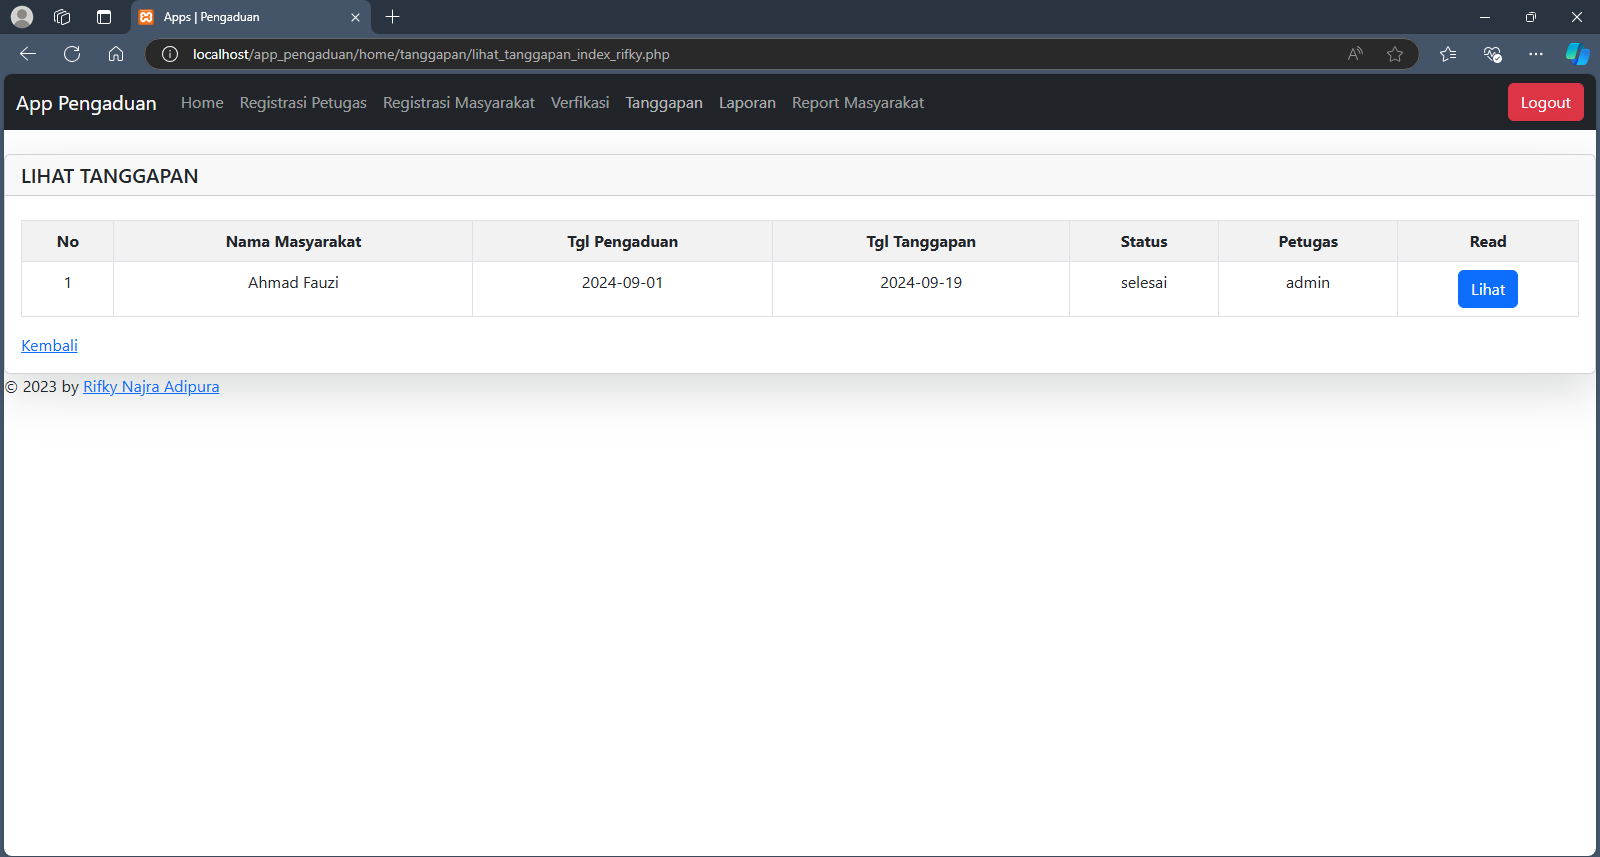 Apps | Pengaduan
localhost/app_pengaduan/home/tanggapan/lihat_tanggapan_index_rifky.php
App Pengaduan Home Registrasi Petugas Registrasi Masyarakat Verfikasi Tanggapan Laporan Report Masyarakat Logout
LIHAT TANGGAPAN
No Nama Masyarakat Tgl Pengaduan Tgl Tanggapan Status Petugas Read
1 Ahmad Fauzi 2024-09-01 2024-09-19 selesai admin Lihat
Kembali
© 2023 by Rifky Najra Adipura